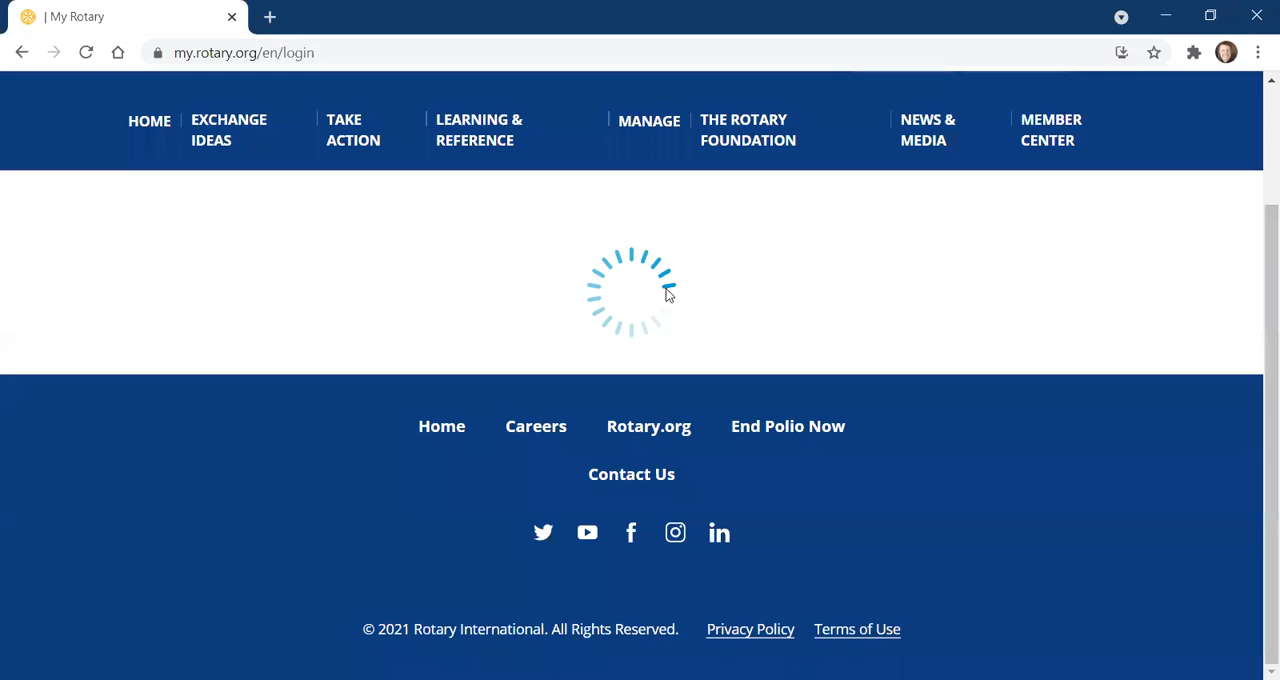 | My Rotary
my.rotary.org/en/login
HOME
EXCHANGE
IDEAS
TAKE
ACTION
LEARNING &
REFERENCE
MANAGE
THE ROTARY
FOUNDATION
NEWS &
MEDIA
MEMBER
CENTER
Home Careers Rotary.org End Polio Now
Contact Us
© 2021 Rotary International. All Rights Reserved. Privacy Policy Terms of Use